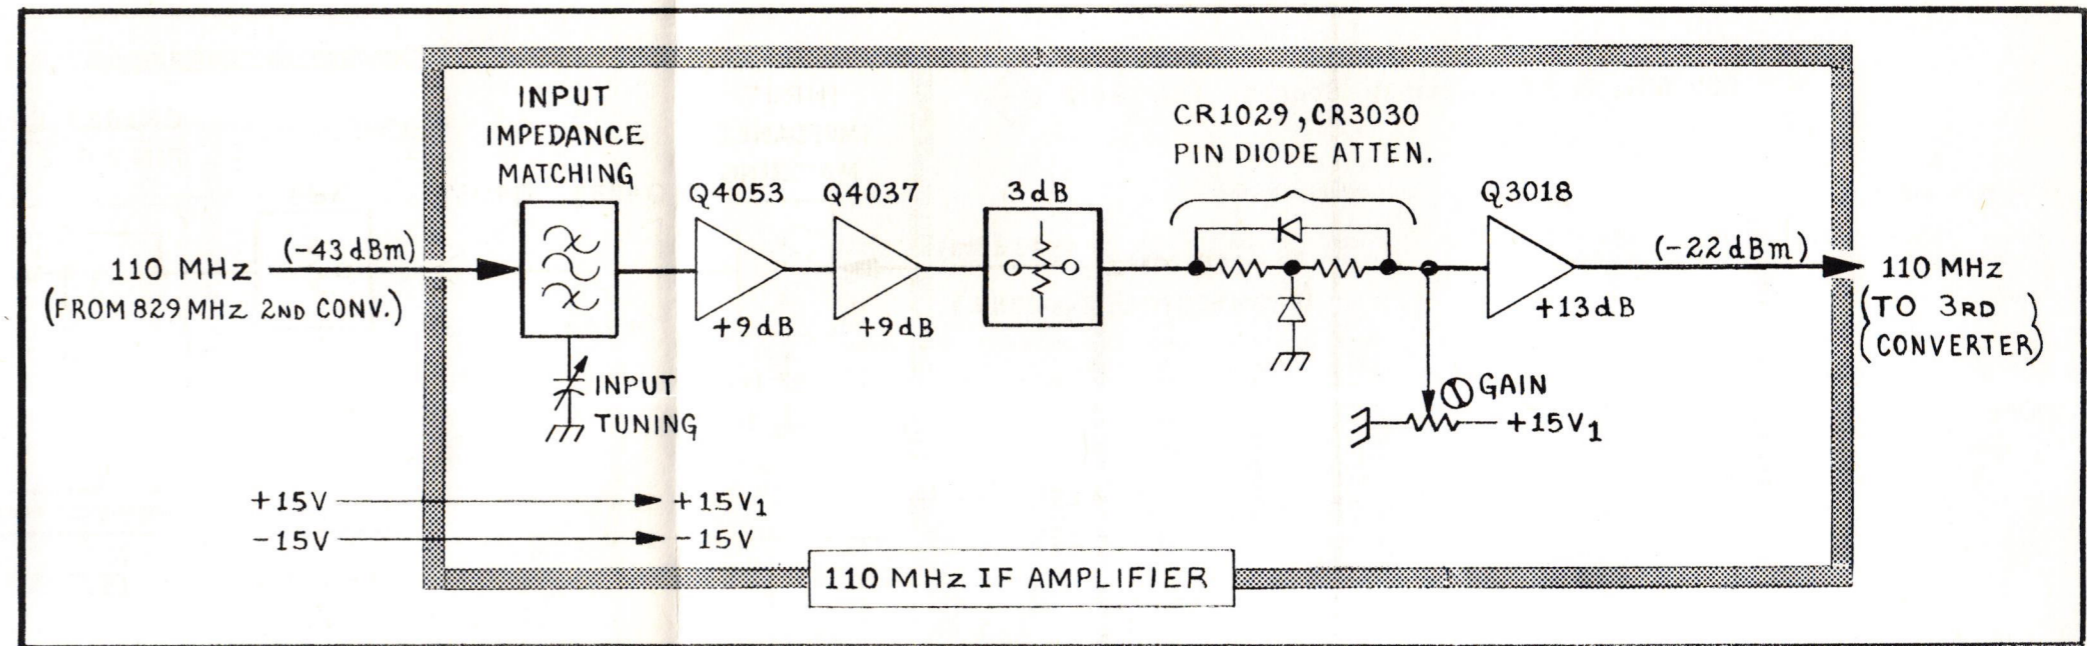 INPUT
IMPEDANCE
MATCHING
CR1029, CR3030
PIN DIODE ATTEN.
Q4053
Q4037
3dB
Q3018
110 MHz
(-43 dBm)
(FROM 829 MHz 2ND CONV.)
+9dB
+9dB
+13dB
(-22 dBm)
110 MHz
(TO 3RD
CONVERTER)
INPUT
TUNING
GAIN
+15V1
+15V
+15V1
-15V
-15V
110 MHz IF AMPLIFIER